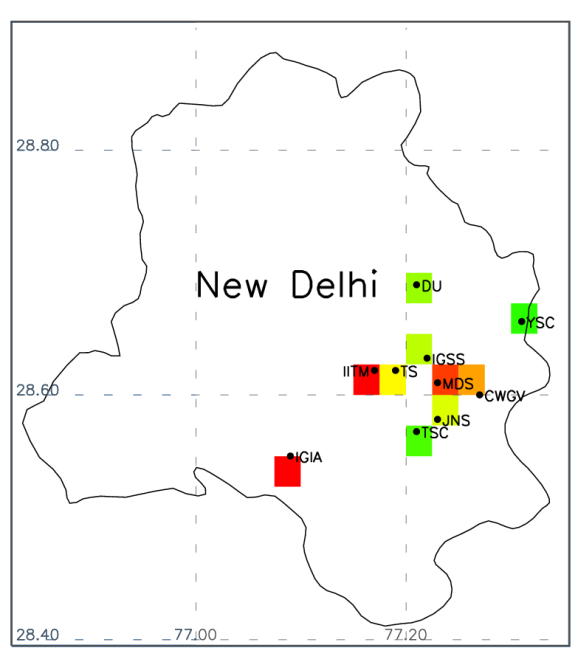 28.80
New Delhi
DU
YSC
IGSS
IITM
TS
MDS
28.60
CWGV
JNS
TSC
IGIA
28.40
77.00
77.20